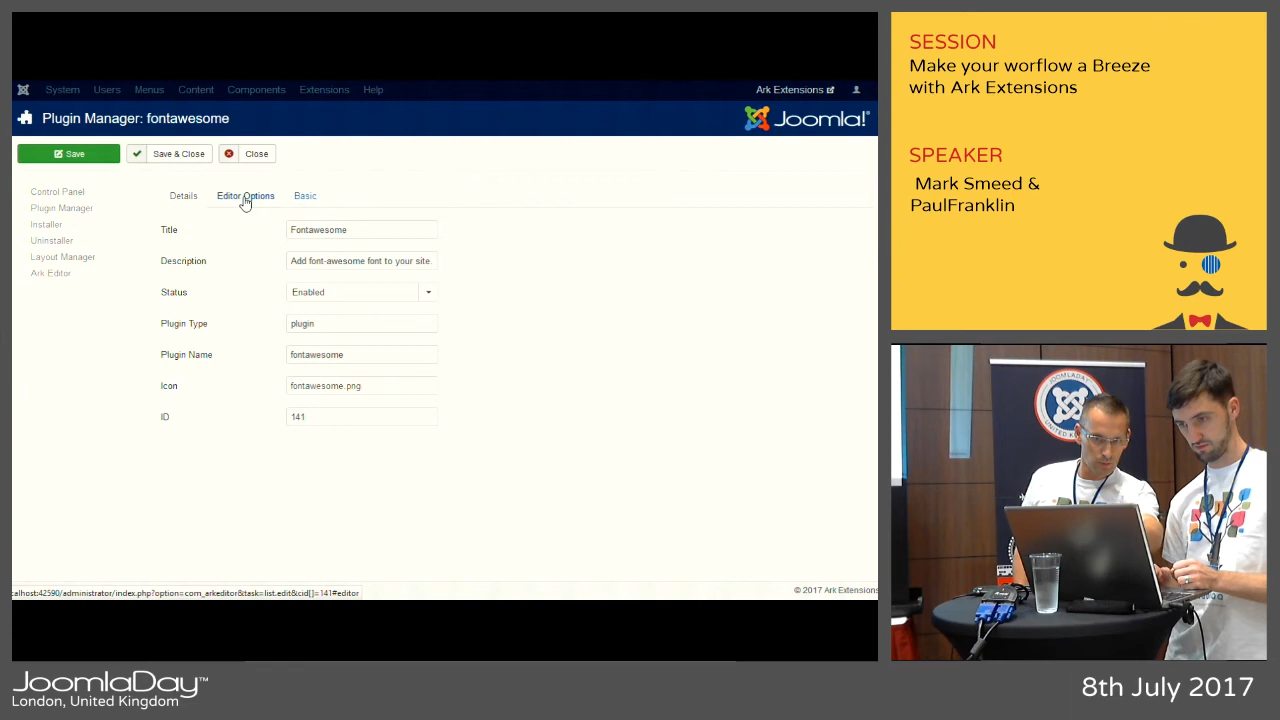 System Users Menus Content Components Extensions Help Ark Extensions
Plugin Manager: fontawesome
Joomla!
Save Save & Close Close
Control Panel
Plugin Manager
Installer
Uninstaller
Layout Manager
Ark Editor
Details Editor Options Basic
Title Fontawesome
Description Add font-awesome font to your site.
Status Enabled
Plugin Type plugin
Plugin Name fontawesome
Icon fontawesome.png
ID 141
© 2017 Ark Extensions
calhost:42590/administrator/index.php?option=com_arkeditor&task=list.edit&cid[]=141#editor
SESSION
Make your worflow a Breeze
with Ark Extensions
SPEAKER
Mark Smeed &
PaulFranklin
JOOMLADAY
UNITED KINGDOM
JoomlaDay™
London, United Kingdom
8th July 2017